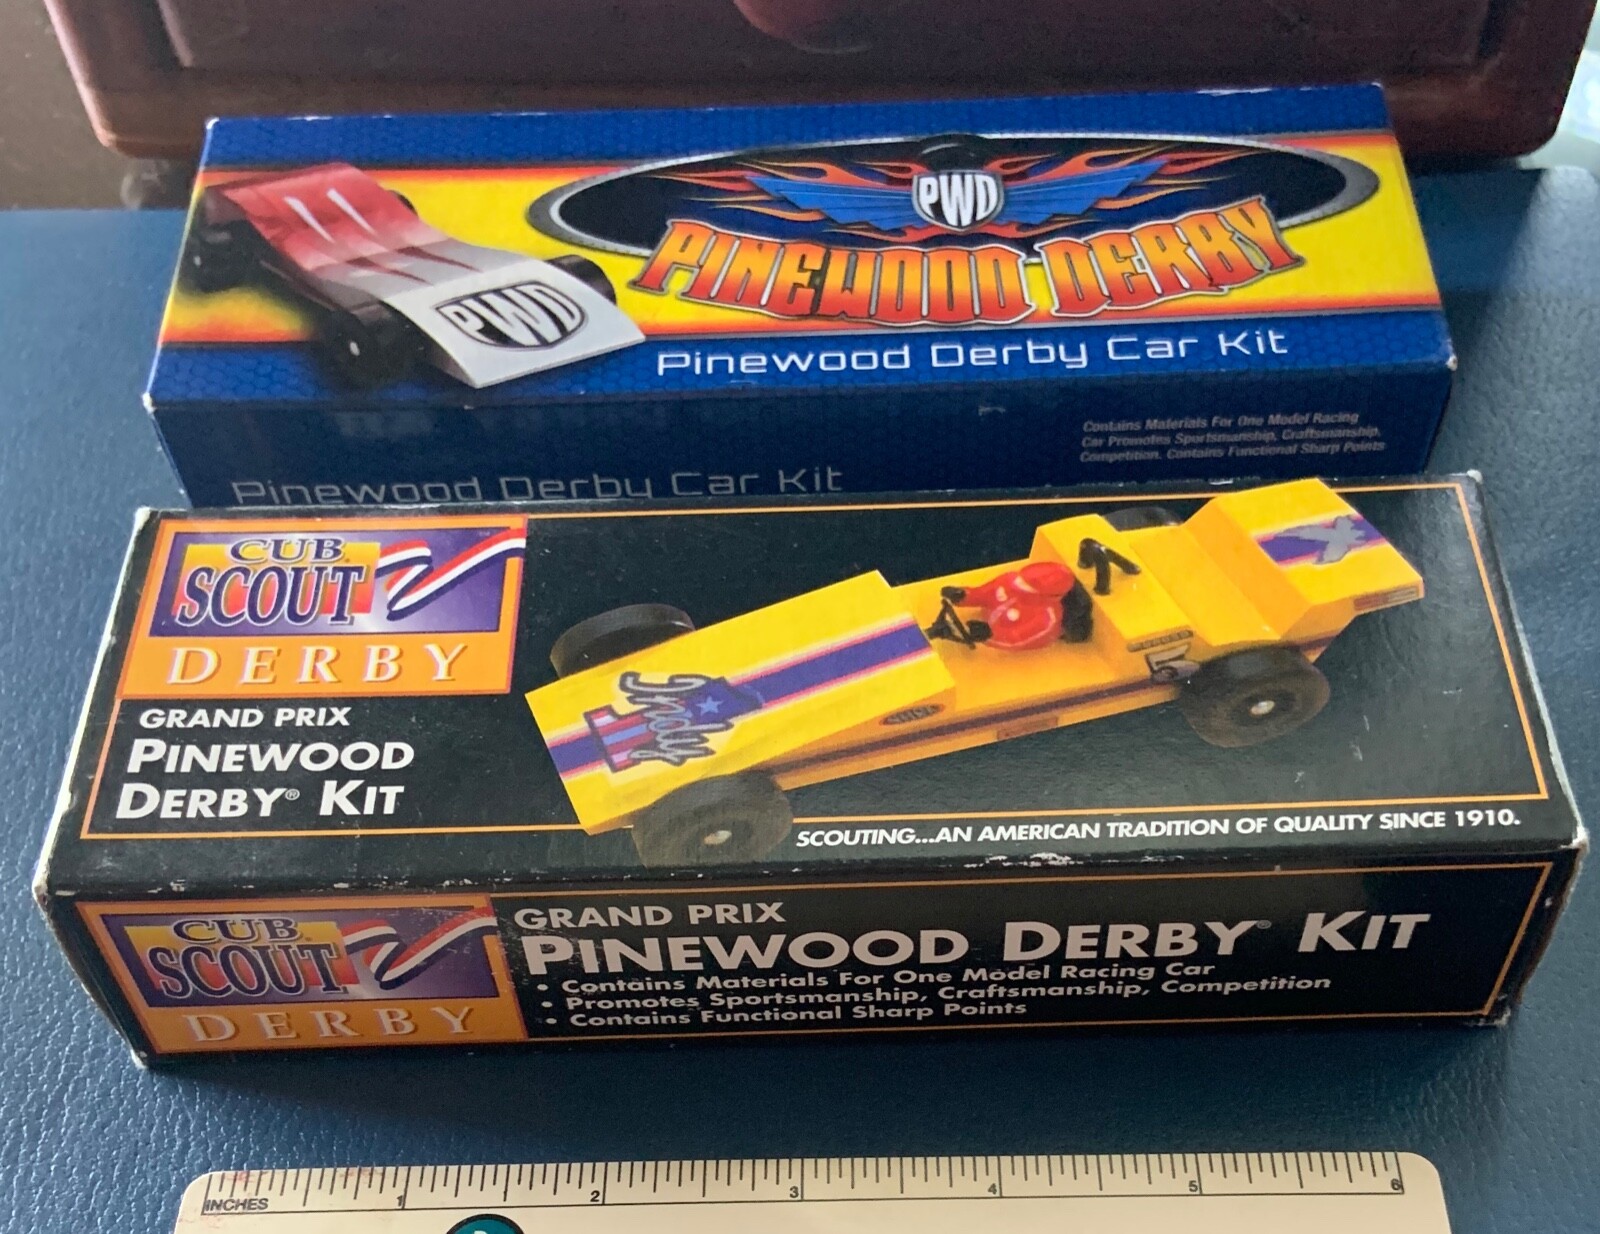 PWD
PINEWOOD DERBY
PWD
Pinewood Derby Car Kit
Contains Materials For One Model Racing
Car Promotes Sportsmanship, Craftsmanship,
Competition. Contains Functional Sharp Points
Pinewood Derby Car Kit
CUB
SCOUT
DERBY
GRAND PRIX
PINEWOOD
DERBY® KIT
Indy
5
SCOUTING...AN AMERICAN TRADITION OF QUALITY SINCE 1910.
CUB
SCOUT
DERBY
GRAND PRIX
PINEWOOD DERBY® KIT
• Contains Materials For One Model Racing Car
• Promotes Sportsmanship, Craftsmanship, Competition
• Contains Functional Sharp Points
INCHES 1 2 3 4 5 6